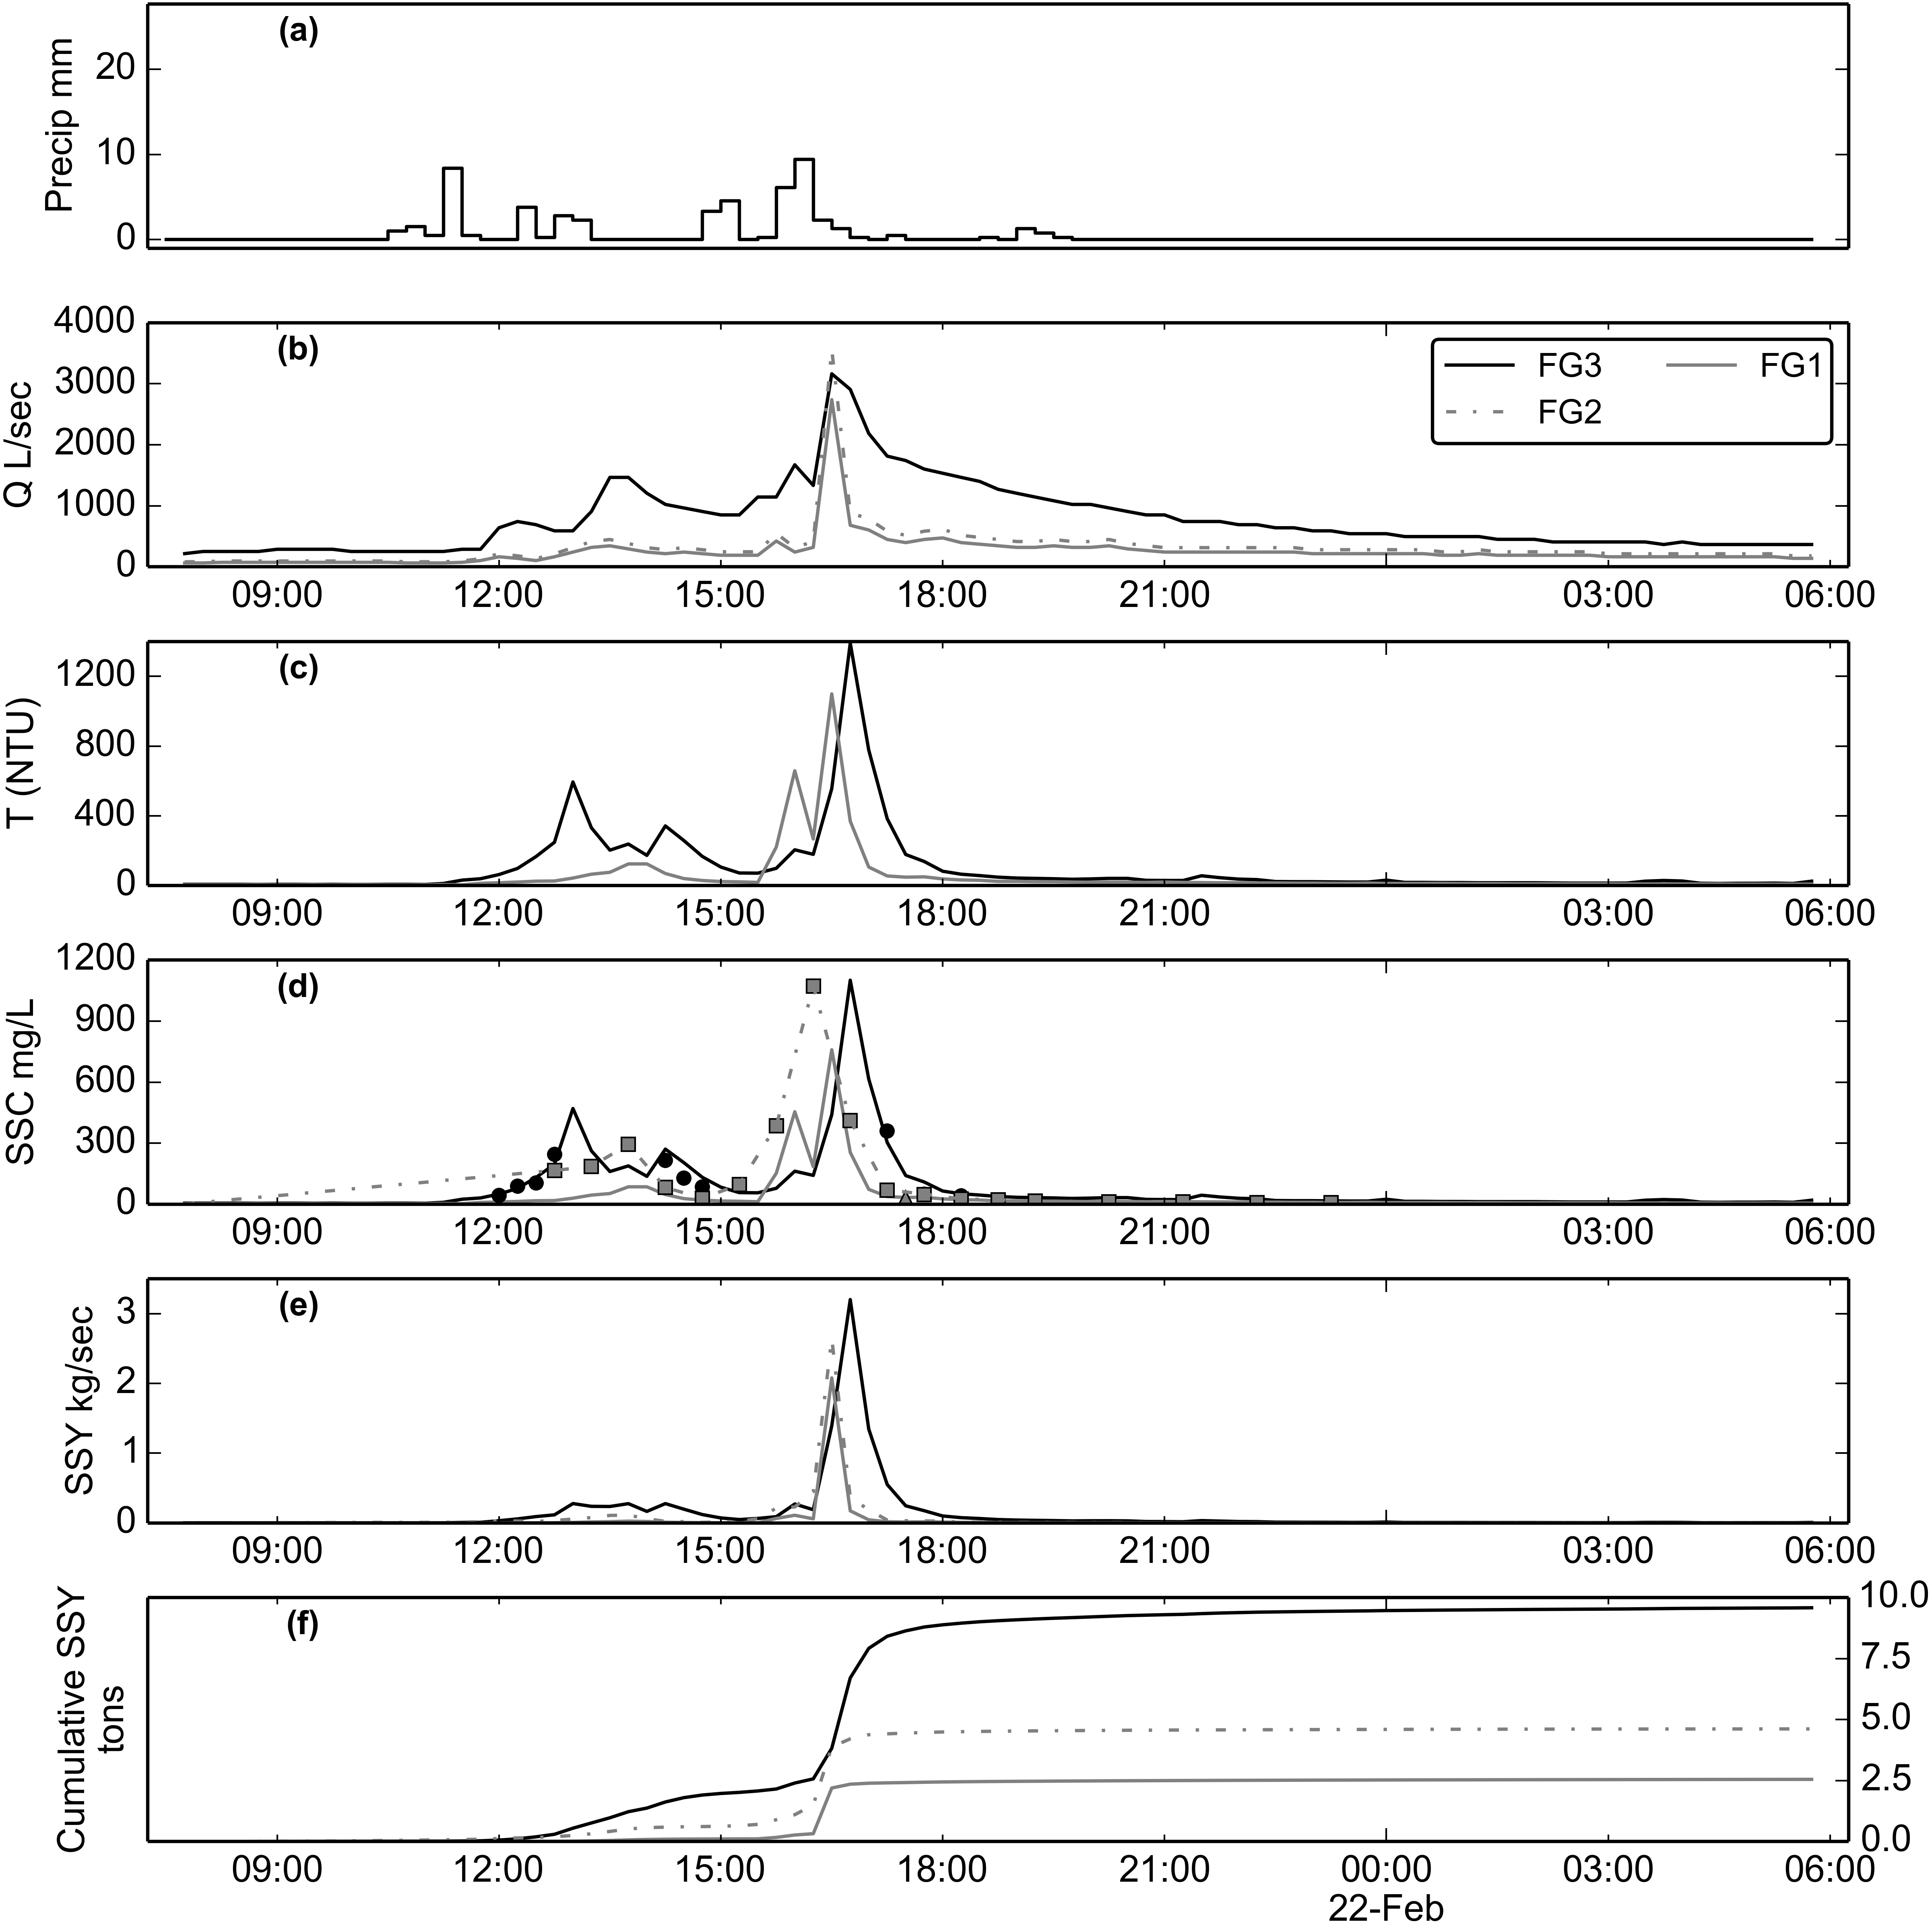 (a)
Precip mm
20
10
0
(b)
Q L/sec
4000
3000
2000
1000
0
FG3 FG1
FG2
09:00 12:00 15:00 18:00 21:00 03:00 06:00
(c)
T (NTU)
1200
800
400
0
09:00 12:00 15:00 18:00 21:00 03:00 06:00
(d)
SSC mg/L
1200
900
600
300
0
09:00 12:00 15:00 18:00 21:00 03:00 06:00
(e)
SSY kg/sec
3
2
1
0
09:00 12:00 15:00 18:00 21:00 03:00 06:00
(f)
Cumulative SSY
tons
10.0
7.5
5.0
2.5
0.0
09:00 12:00 15:00 18:00 21:00 00:00 03:00 06:00
22-Feb